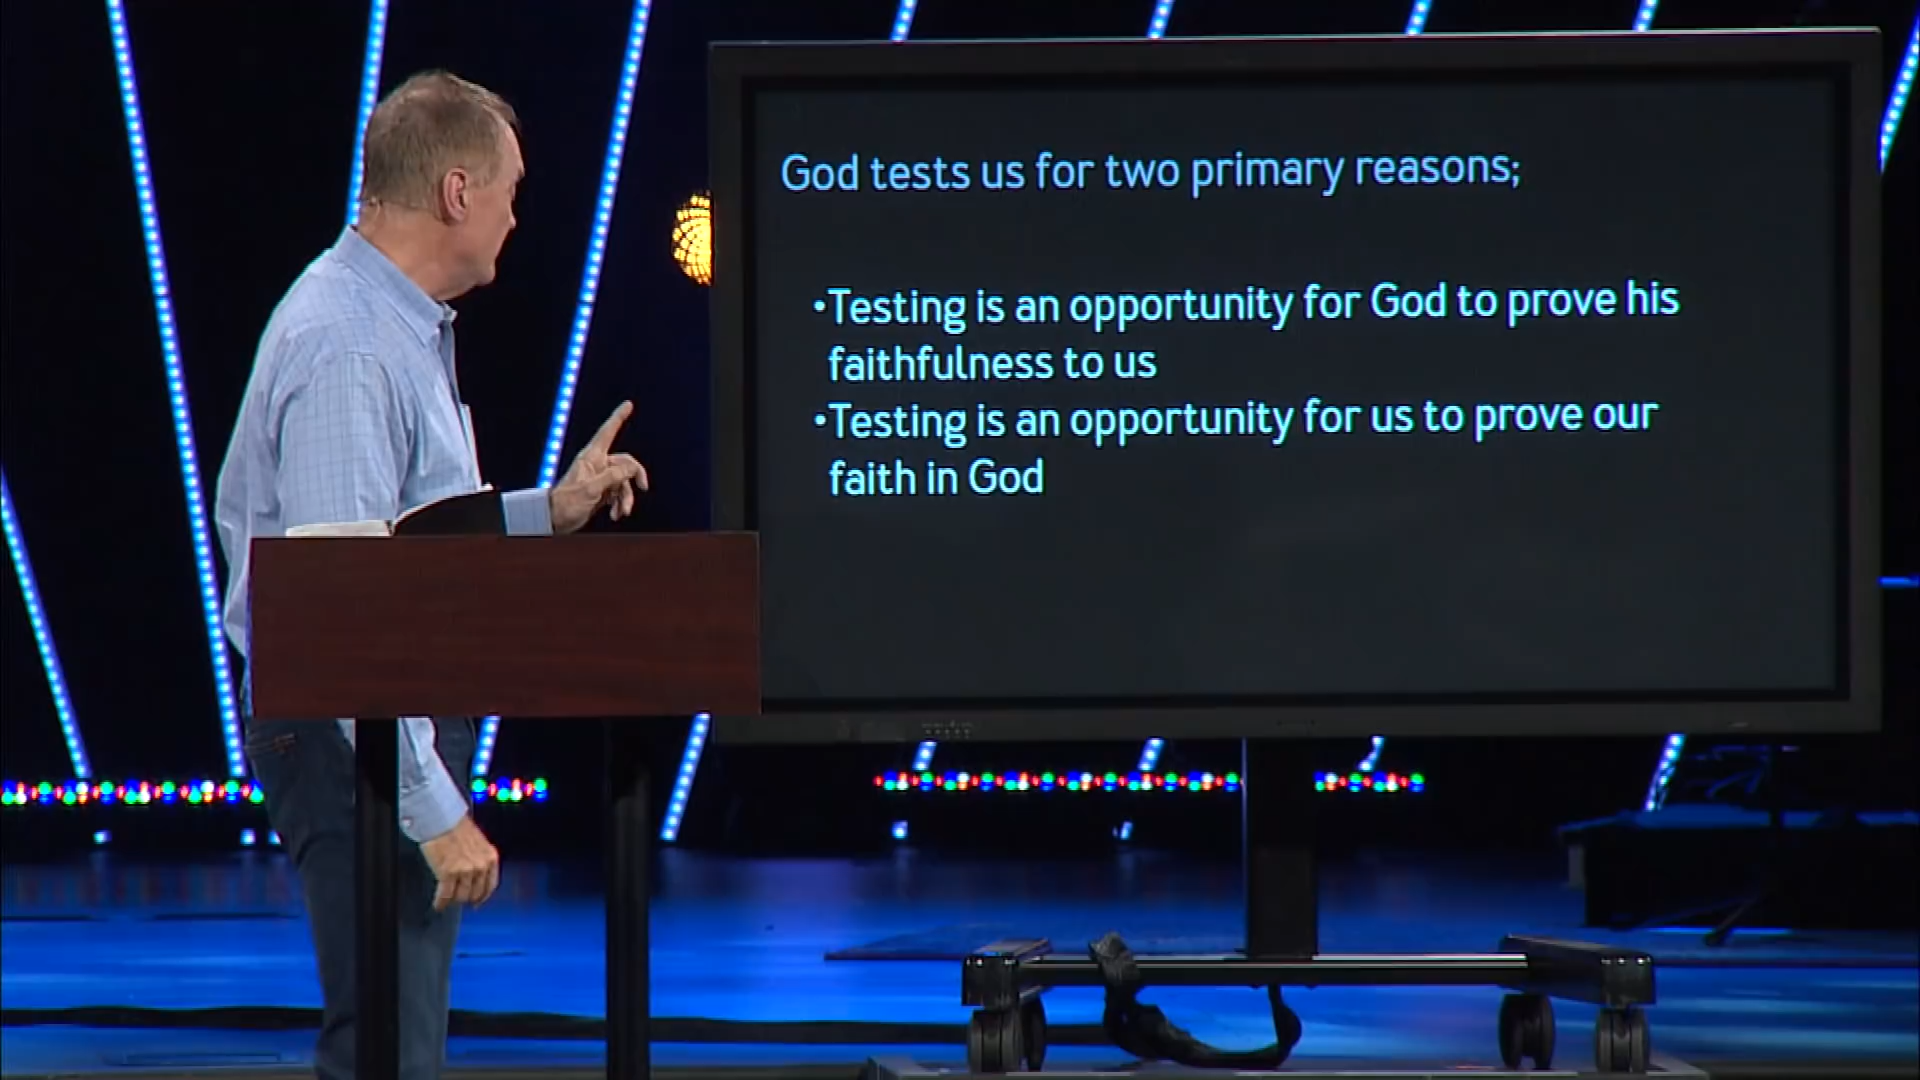 God tests us for two primary reasons;
•Testing is an opportunity for God to prove his
faithfulness to us
•Testing is an opportunity for us to prove our
faith in God